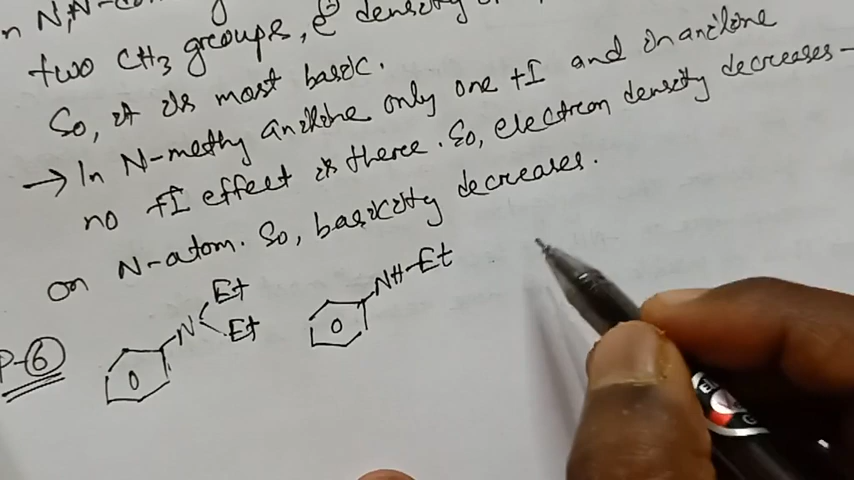 n N,N-
two CH3 groups, e⊖ density o
So, it is most basic.
→ In N-methy aniline only one +I and in aniline
no +I effect is there. So, electron density decreases-
on N-atom. So, basicity decreases.
P-6
N
Et
Et
NH-Et